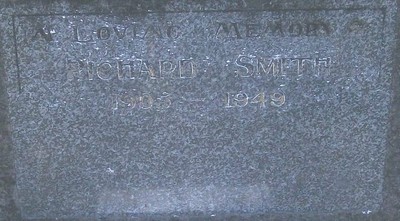 IN LOVING MEMORY OF
RICHARD SMITH
1949